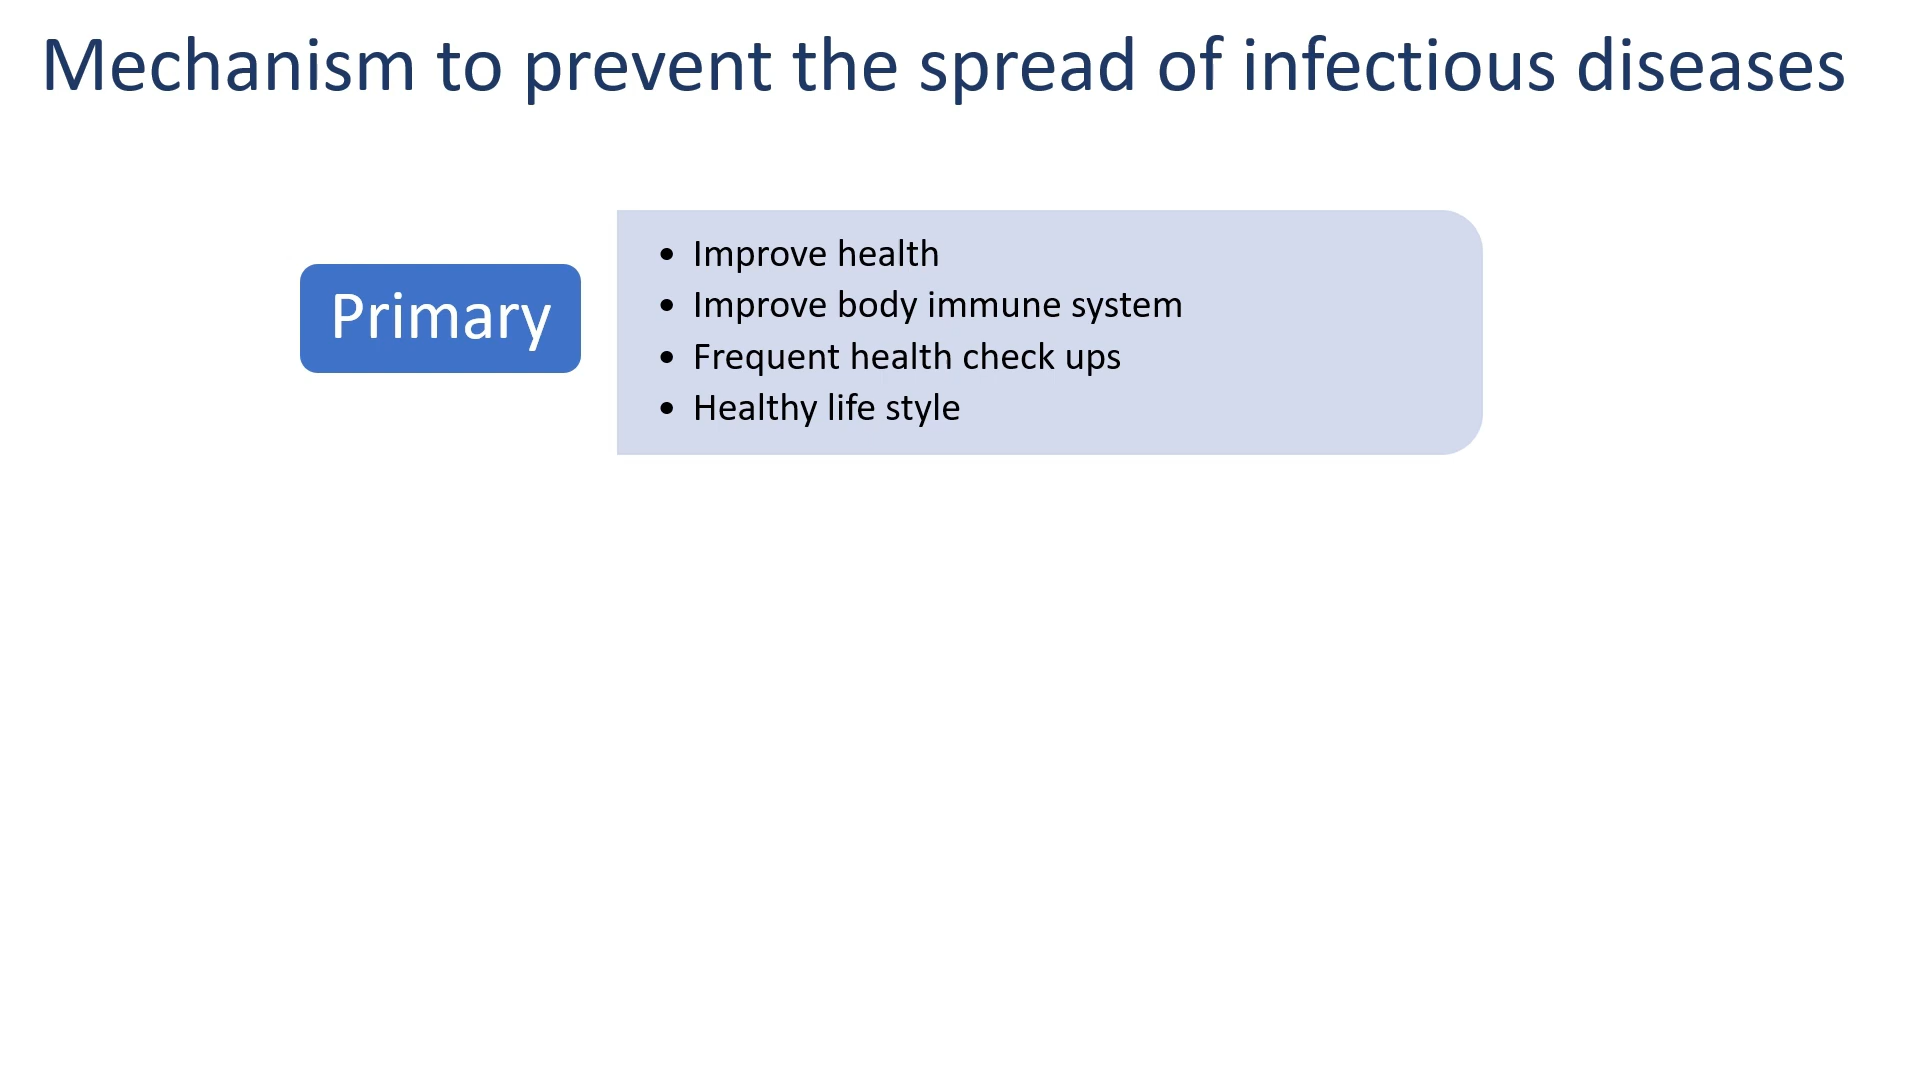 Mechanism to prevent the spread of infectious diseases
Primary
• Improve health
• Improve body immune system
• Frequent health check ups
• Healthy life style